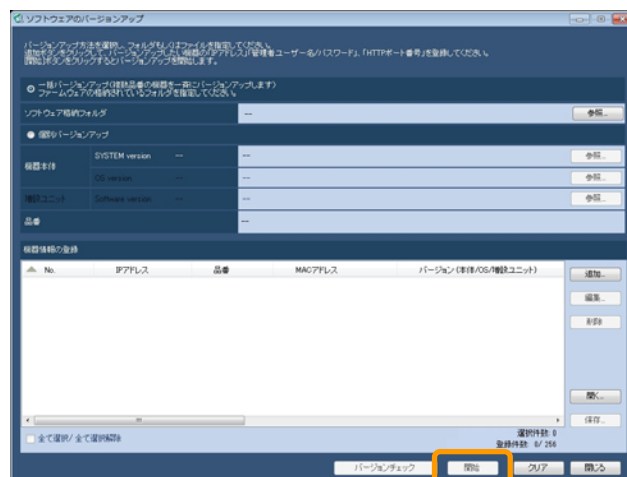 ソフトウェアのバージョンアップ
バージョンアップ方法を選択し、フォルダもしくはファイルを指定してください。
追加ボタンをクリックして、バージョンアップしたい機器の「IPアドレス」「管理者ユーザー名/パスワード」、「HTTPポート番号」を登録してください。
開始ボタンをクリックするとバージョンアップを開始します。
一括バージョンアップ(複数品番の機器を一斉にバージョンアップします)
ファームウェアの格納されているフォルダを指定してください。
ソフトウェア格納フォルダ -- 参照...
個別バージョンアップ
機器本体 SYSTEM version -- -- 参照...
OS version -- -- 参照...
増設ユニット Software version -- -- 参照...
品番 --
機器情報の登録
No. IPアドレス 品番 MACアドレス バージョン(本体/OS/増設ユニット) 追加...
編集...
削除
開く...
保存...
全て選択/全て選択解除 選択件数: 0
登録件数: 0/256
バージョンチェック 開始 クリア 閉じる